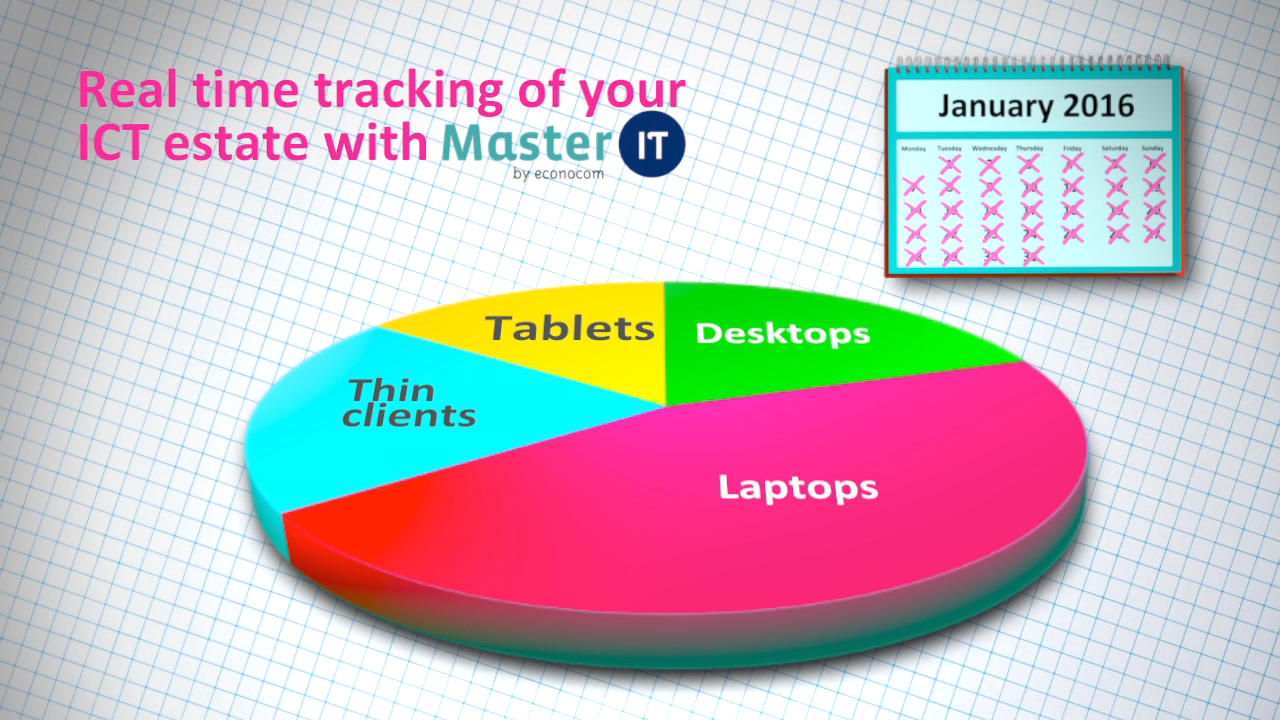 Real time tracking of your
ICT estate with Master IT
by econocom
January 2016
Monday Tuesday Wednesday Thursday Friday Saturday Sunday
Tablets
Desktops
Thin
clients
Laptops